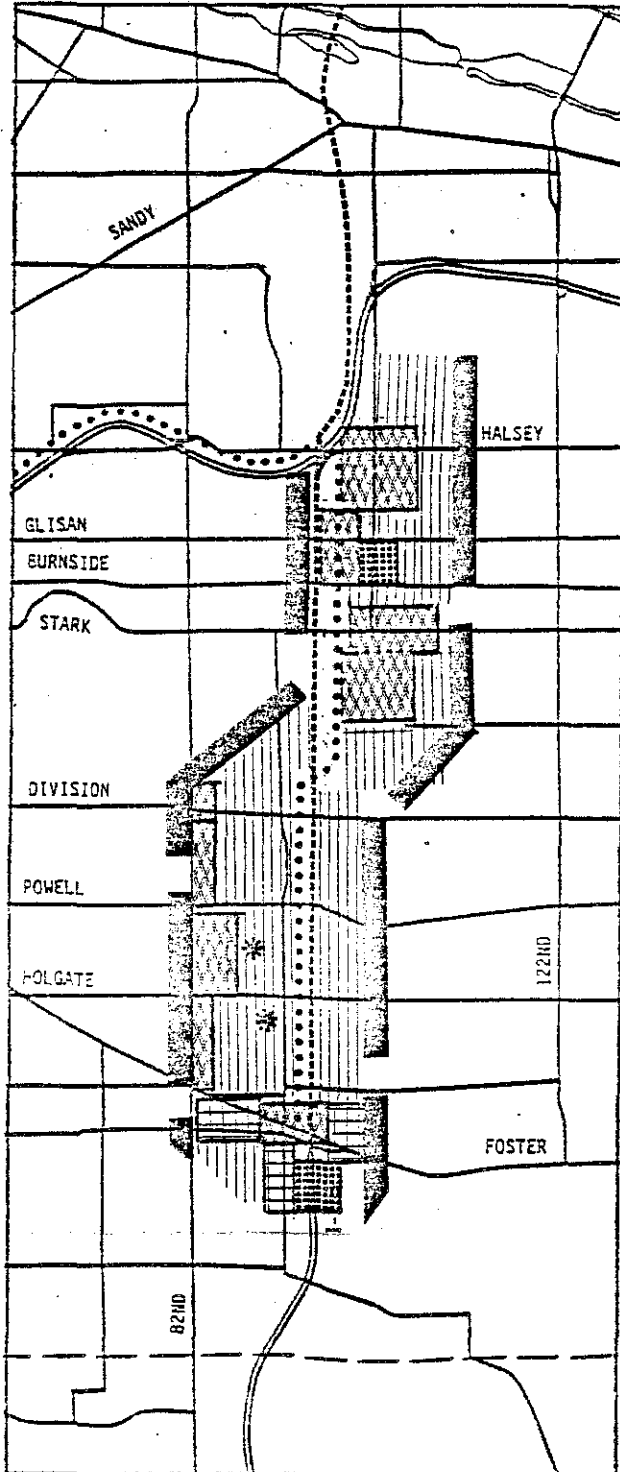 SANDY
HALSEY
GLISAN
BURNSIDE
STARK
DIVISION
POWELL
HOLGATE
122ND
FOSTER
82ND